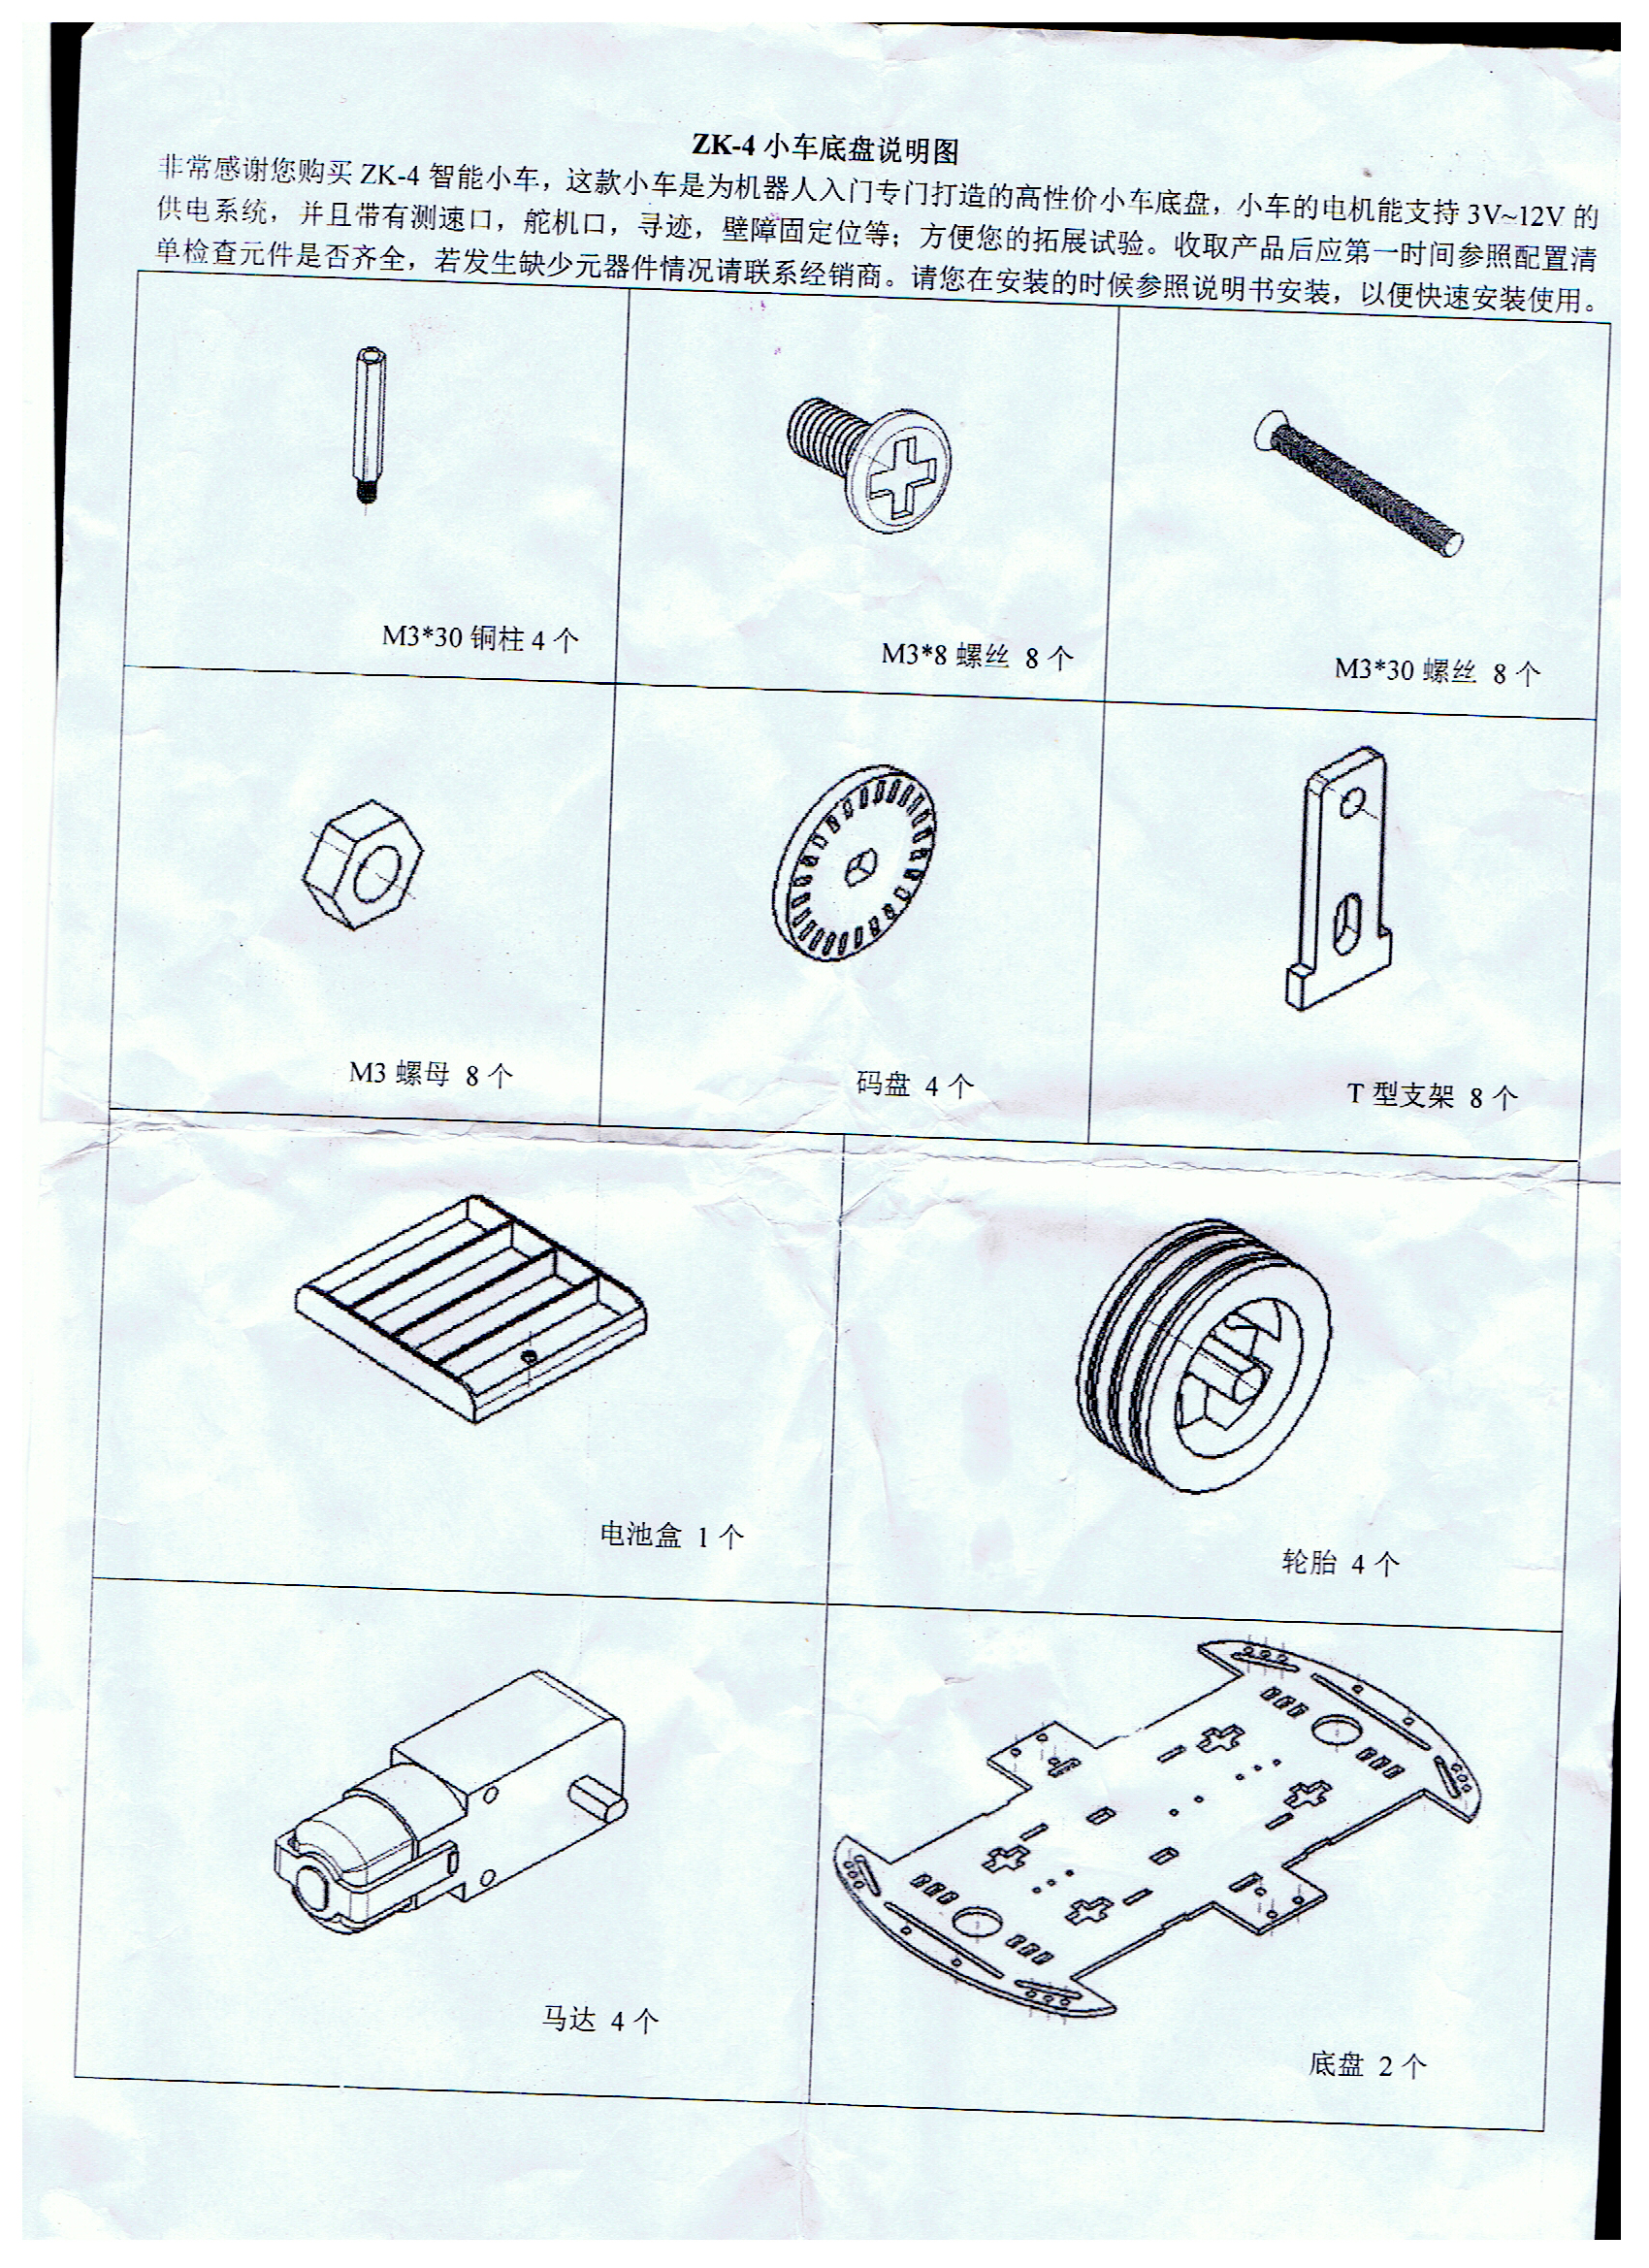 ZK-4 小车底盘说明图
非常感谢您购买 ZK-4 智能小车，这款小车是为机器人入门专门打造的高性价小车底盘，小车的电机能支持 3V~12V 的
供电系统，并且带有测速口，舵机口，寻迹，壁障固定位等；方便您的拓展试验。收取产品后应第一时间参照配置清
单检查元件是否齐全，若发生缺少元器件情况请联系经销商。请您在安装的时候参照说明书安装，以便快速安装使用。
M3*30 铜柱 4 个
M3*8 螺丝 8 个
M3*30 螺丝 8 个
M3 螺母 8 个
码盘 4 个
T 型支架 8 个
电池盒 1 个
轮胎 4 个
马达 4 个
底盘 2 个